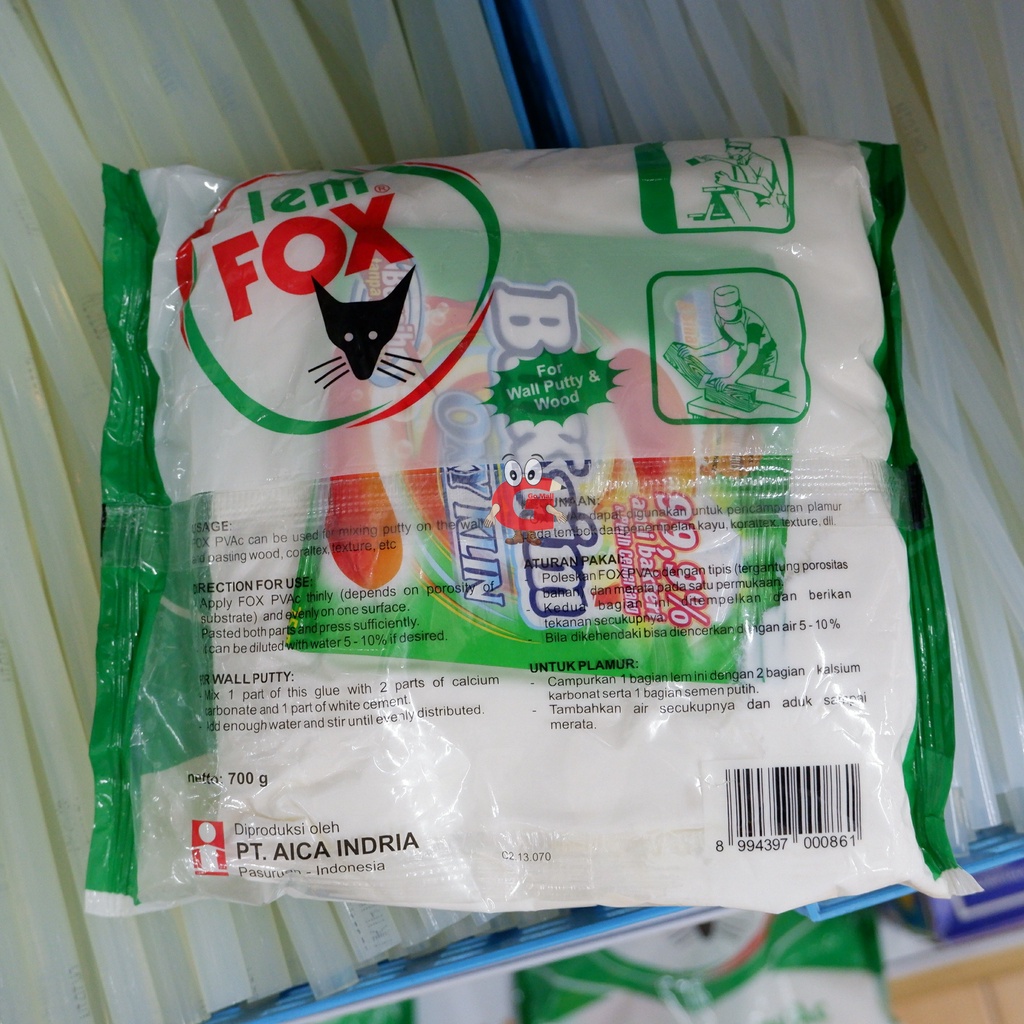 lem®
FOX
For
Wall Putty &
Wood
OXYLIN
99,9%
GoMall
USAGE:
FOX PVAc can be used for mixing putty on the wall
and pasting wood, coraltex, texture, etc
DIRECTION FOR USE:
Apply FOX PVAc thinly (depends on porosity of
substrate) and evenly on one surface.
Pasted both parts and press sufficiently.
It can be diluted with water 5 - 10% if desired.
FOR WALL PUTTY:
- Mix 1 part of this glue with 2 parts of calcium
carbonate and 1 part of white cement.
- Add enough water and stir until evenly distributed.
dapat digunakan untuk pencampuran plamur
pada tembok dan penempelan kayu, koraltex, texture, dll.
ATURAN PAKAI:
Poleskan FOX PVAc dengan tipis (tergantung porositas
bahan) dan merata pada satu permukaan.
- Kedua bagian ini ditempelkan dan berikan
tekanan secukupnya
- Bila dikehendaki bisa diencerkan dengan air 5 - 10 %
UNTUK PLAMUR:
- Campurkan 1 bagian lem ini dengan 2 bagian kalsium
karbonat serta 1 bagian semen putih.
- Tambahkan air secukupnya dan aduk sampai
merata.
netto: 700 g
Diproduksi oleh
PT. AICA INDRIA
Pasuruan - Indonesia
C2 13.070
8 994397 000861